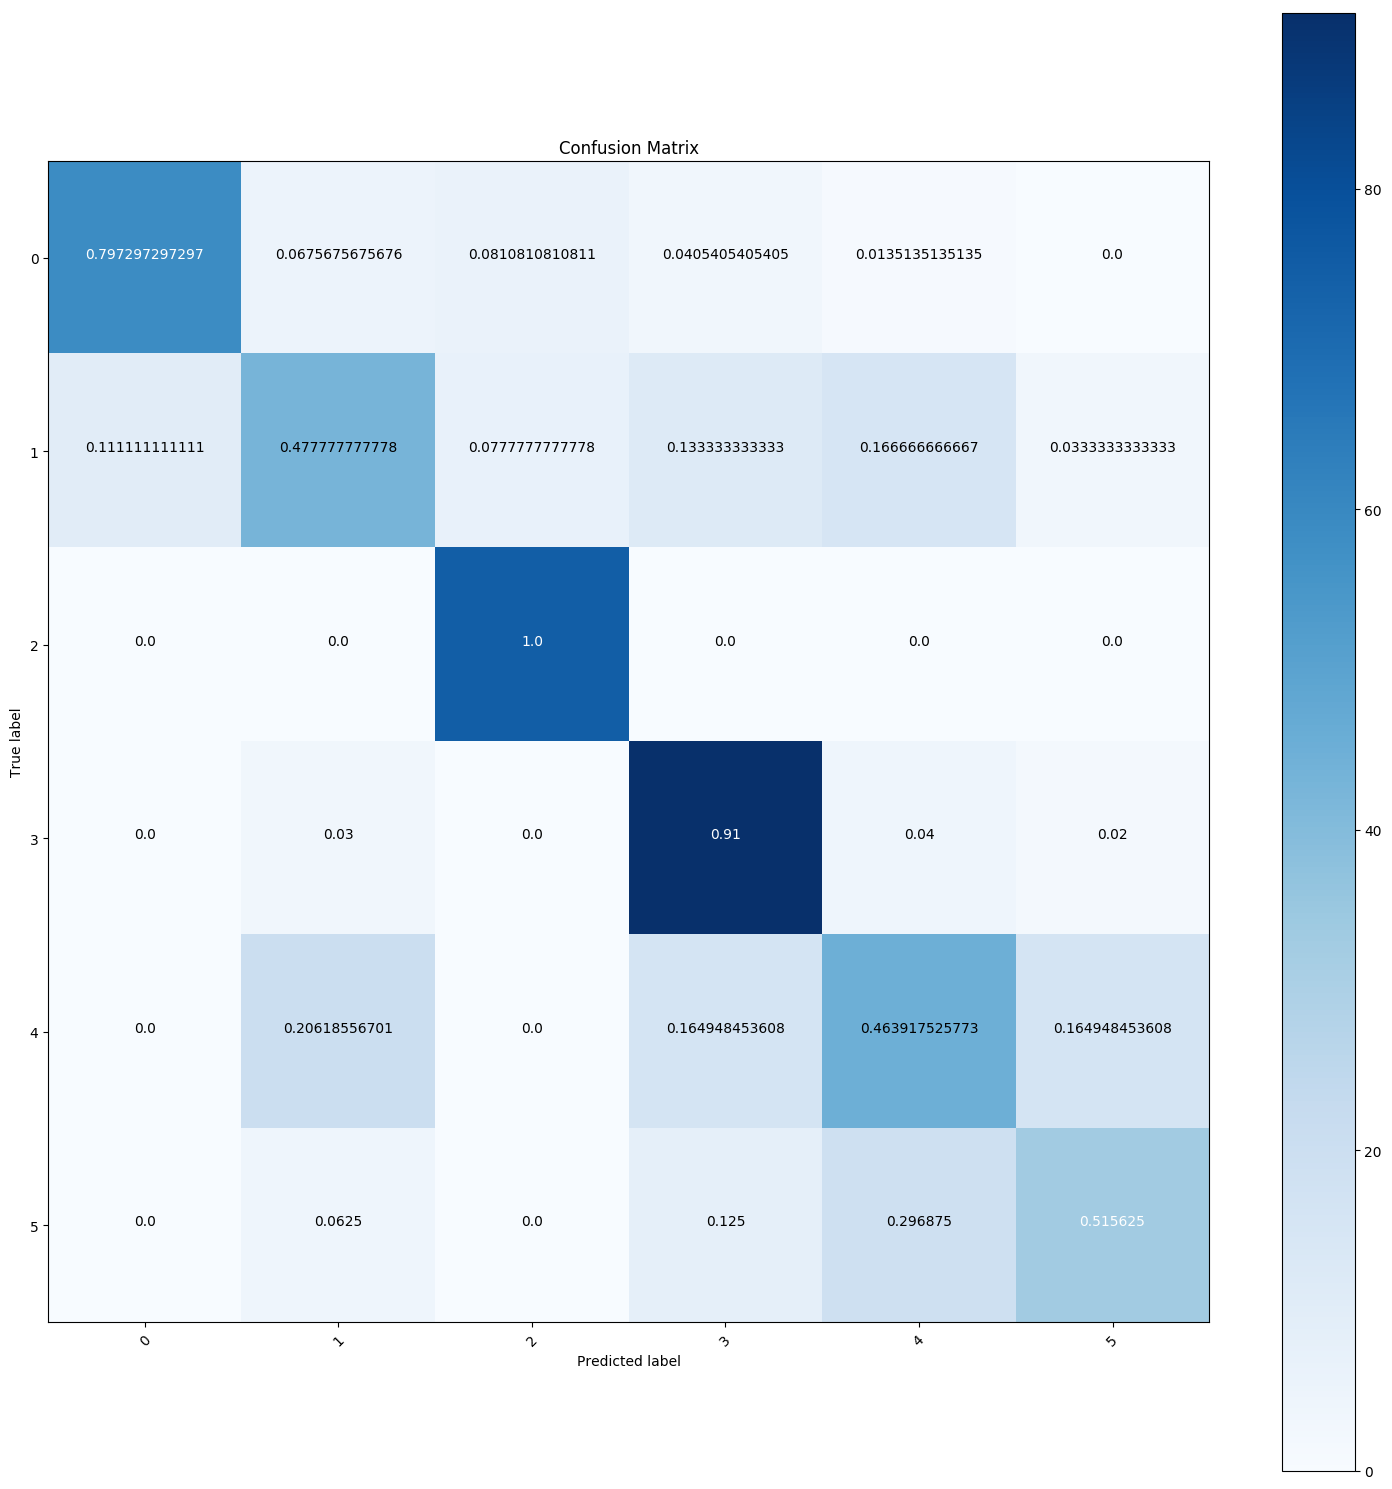 Confusion Matrix
80
0 0.797297297297 0.0675675675676 0.0810810810811 0.0405405405405 0.0135135135135 0.0
60
1 0.111111111111 0.477777777778 0.0777777777778 0.133333333333 0.166666666667 0.0333333333333
2 0.0 0.0 1.0 0.0 0.0 0.0
True label
40
3 0.0 0.03 0.0 0.91 0.04 0.02
4 0.0 0.20618556701 0.0 0.164948453608 0.463917525773 0.164948453608
20
5 0.0 0.0625 0.0 0.125 0.296875 0.515625
0 1 2 3 4 5
Predicted label
0